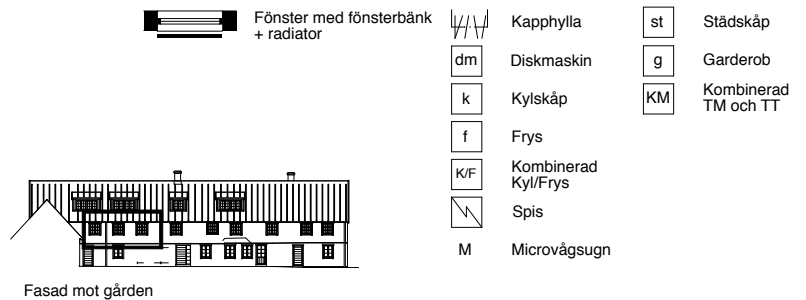 Fönster med fönsterbänk
+ radiator
Kapphylla
dm Diskmaskin
k Kylskåp
f Frys
K/F Kombinerad
Kyl/Frys
Spis
M Microvågsugn
st Städskåp
g Garderob
KM Kombinerad
TM och TT
Fasad mot gården